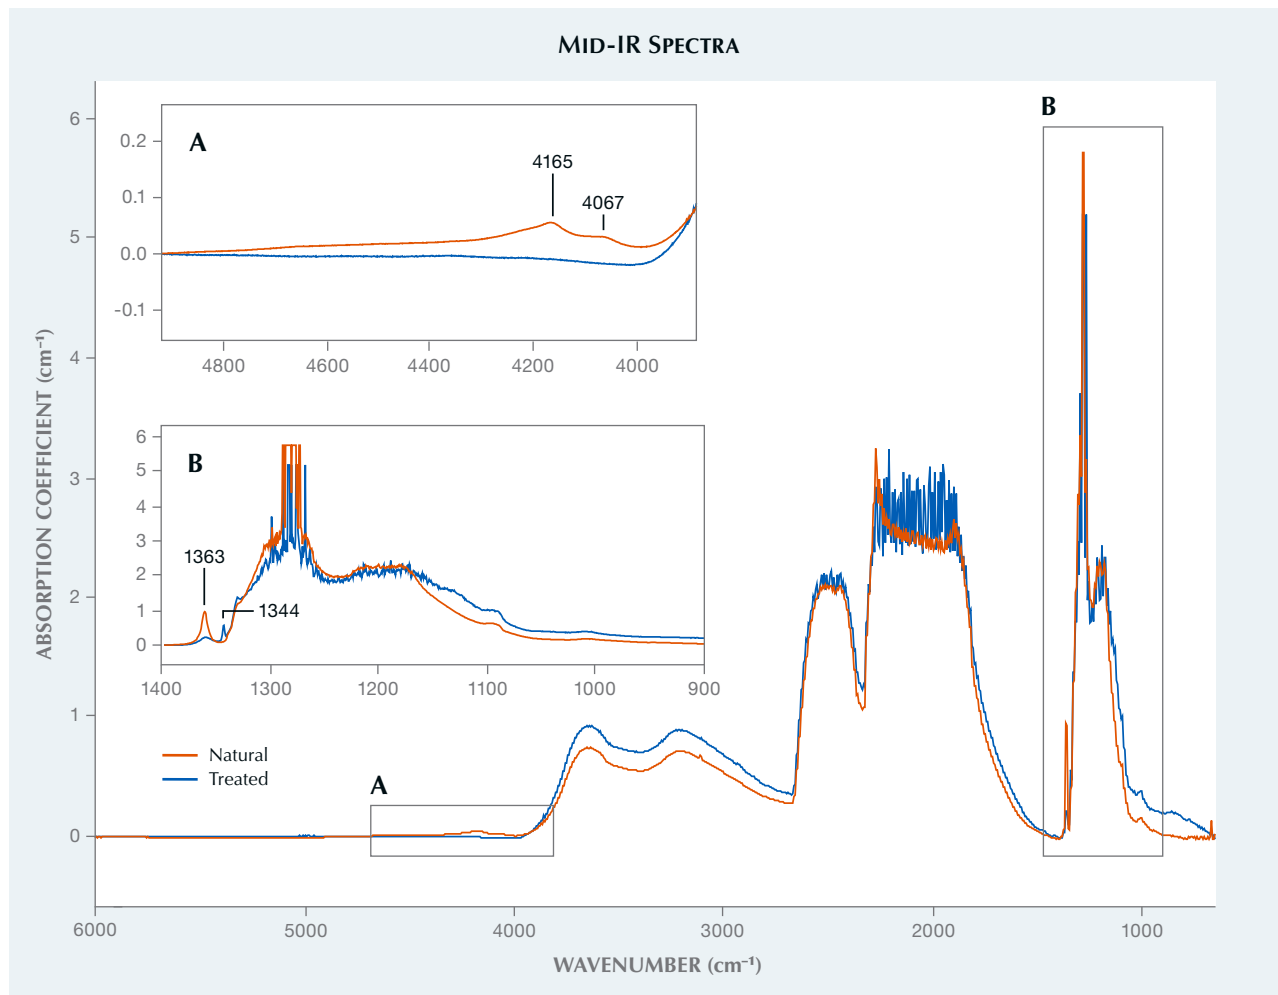 MID-IR SPECTRA
B
6
5
4
3
2
1
0
ABSORPTION COEFFICIENT (cm⁻¹)
A
0.2
0.1
0.0
-0.1
4165
4067
4800 4600 4400 4200 4000
B
6
5
4
3
2
1
0
1363
1344
1400 1300 1200 1100 1000 900
Natural
Treated
A
6000 5000 4000 3000 2000 1000
WAVENUMBER (cm⁻¹)